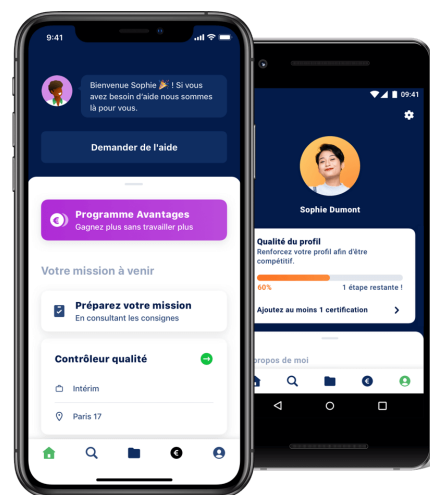 9:41
Bienvenue Sophie 🎉 ! Si vous
avez besoin d'aide nous sommes
là pour vous.
Demander de l'aide
Programme Avantages
Gagnez plus sans travailler plus
Votre mission à venir
Préparez votre mission
En consultant les consignes
Contrôleur qualité
Intérim
Paris 17
09:41
Sophie Dumont
Qualité du profil
Renforcez votre profil afin d'être
compétitif.
60%
1 étape restante !
Ajoutez au moins 1 certification
propos de moi